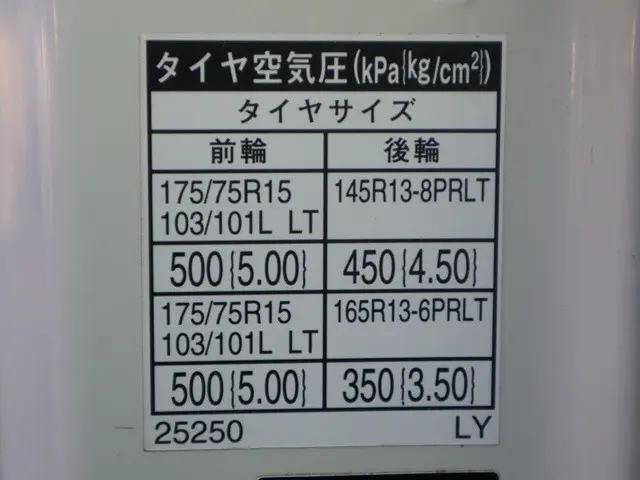 タイヤ空気圧(kPa{kg/cm²})
タイヤサイズ
前輪 後輪
175/75R15 145R13-8PRLT
103/101L LT
500{5.00} 450{4.50}
175/75R15 165R13-6PRLT
103/101L LT
500{5.00} 350{3.50}
25250 LY